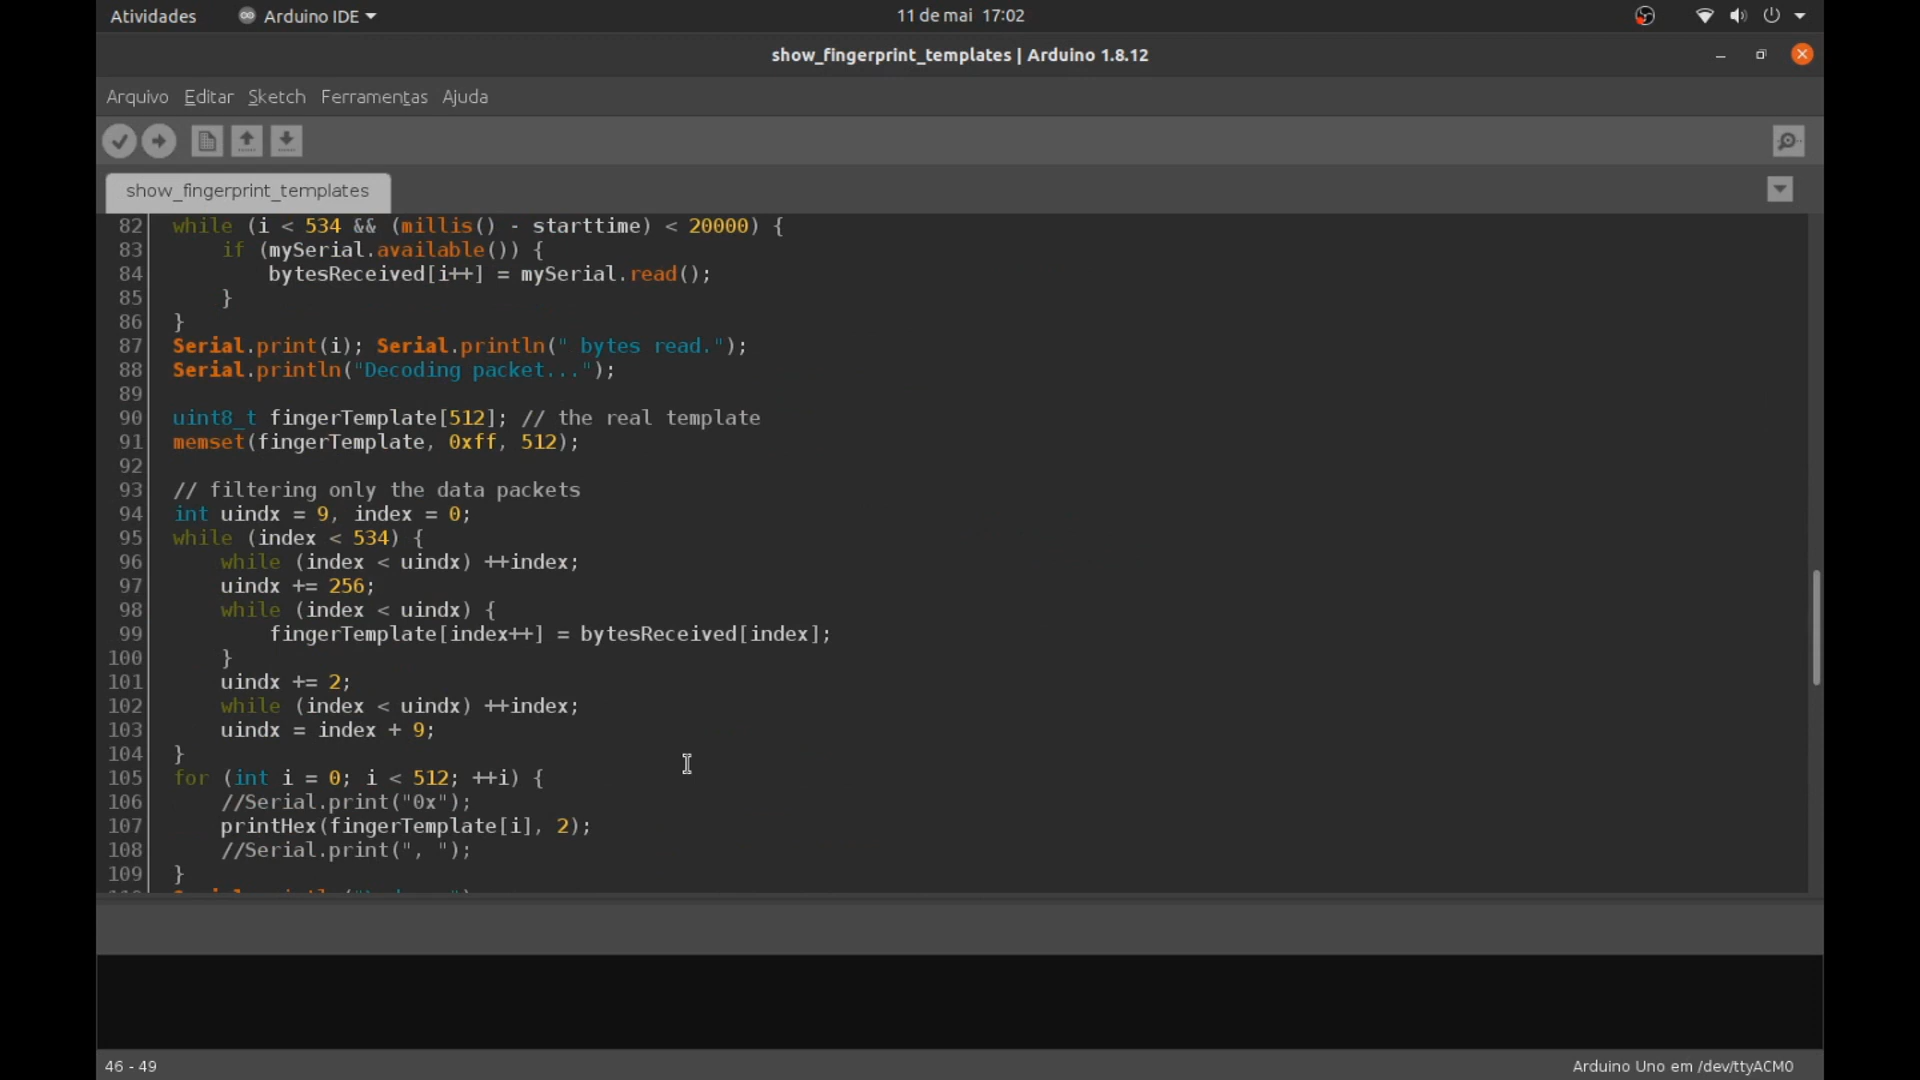 Atividades
Arduino IDE
11 de mai 17:02
show_fingerprint_templates | Arduino 1.8.12
Arquivo Editar Sketch Ferramentas Ajuda
show_fingerprint_templates
82 while (i < 534 && (millis() - starttime) < 20000) {
83 if (mySerial.available()) {
84 bytesReceived[i++] = mySerial.read();
85 }
86 }
87 Serial.print(i); Serial.println(" bytes read.");
88 Serial.println("Decoding packet...");
89
90 uint8_t fingerTemplate[512]; // the real template
91 memset(fingerTemplate, 0xff, 512);
92
93 // filtering only the data packets
94 int uindx = 9, index = 0;
95 while (index < 534) {
96 while (index < uindx) ++index;
97 uindx += 256;
98 while (index < uindx) {
99 fingerTemplate[index++] = bytesReceived[index];
100 }
101 uindx += 2;
102 while (index < uindx) ++index;
103 uindx = index + 9;
104 }
105 for (int i = 0; i < 512; ++i) {
106 //Serial.print("0x");
107 printHex(fingerTemplate[i], 2);
108 //Serial.print(", ");
109 }
46 - 49
Arduino Uno em /dev/ttyACM0